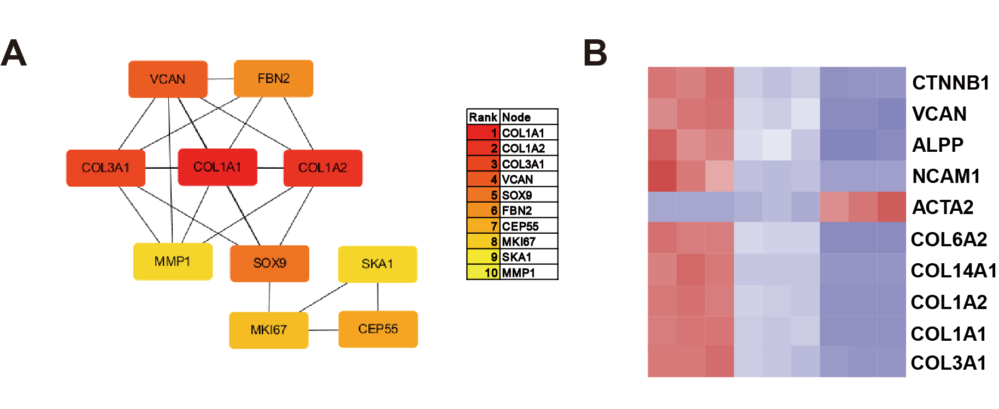 A
VCAN
FBN2
COL3A1
COL1A1
COL1A2
MMP1
SOX9
SKA1
MKI67
CEP55
Rank Node
1 COL1A1
2 COL1A2
3 COL3A1
4 VCAN
5 SOX9
6 FBN2
7 CEP55
8 MKI67
9 SKA1
10 MMP1
B
CTNNB1
VCAN
ALPP
NCAM1
ACTA2
COL6A2
COL14A1
COL1A2
COL1A1
COL3A1